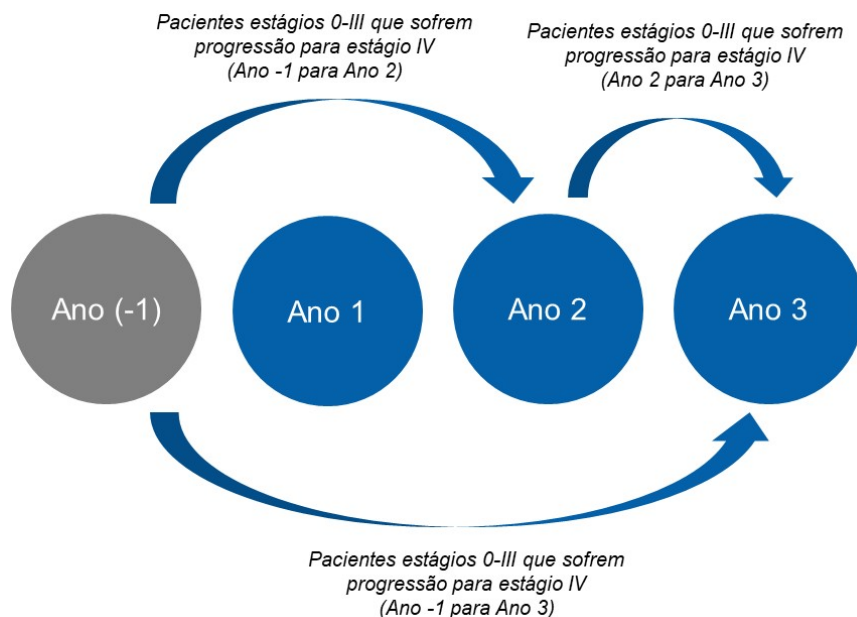 Pacientes estágios 0-III que sofrem
progressão para estágio IV
(Ano -1 para Ano 2)
Pacientes estágios 0-III que sofrem
progressão para estágio IV
(Ano 2 para Ano 3)
Ano (-1)
Ano 1
Ano 2
Ano 3
Pacientes estágios 0-III que sofrem
progressão para estágio IV
(Ano -1 para Ano 3)